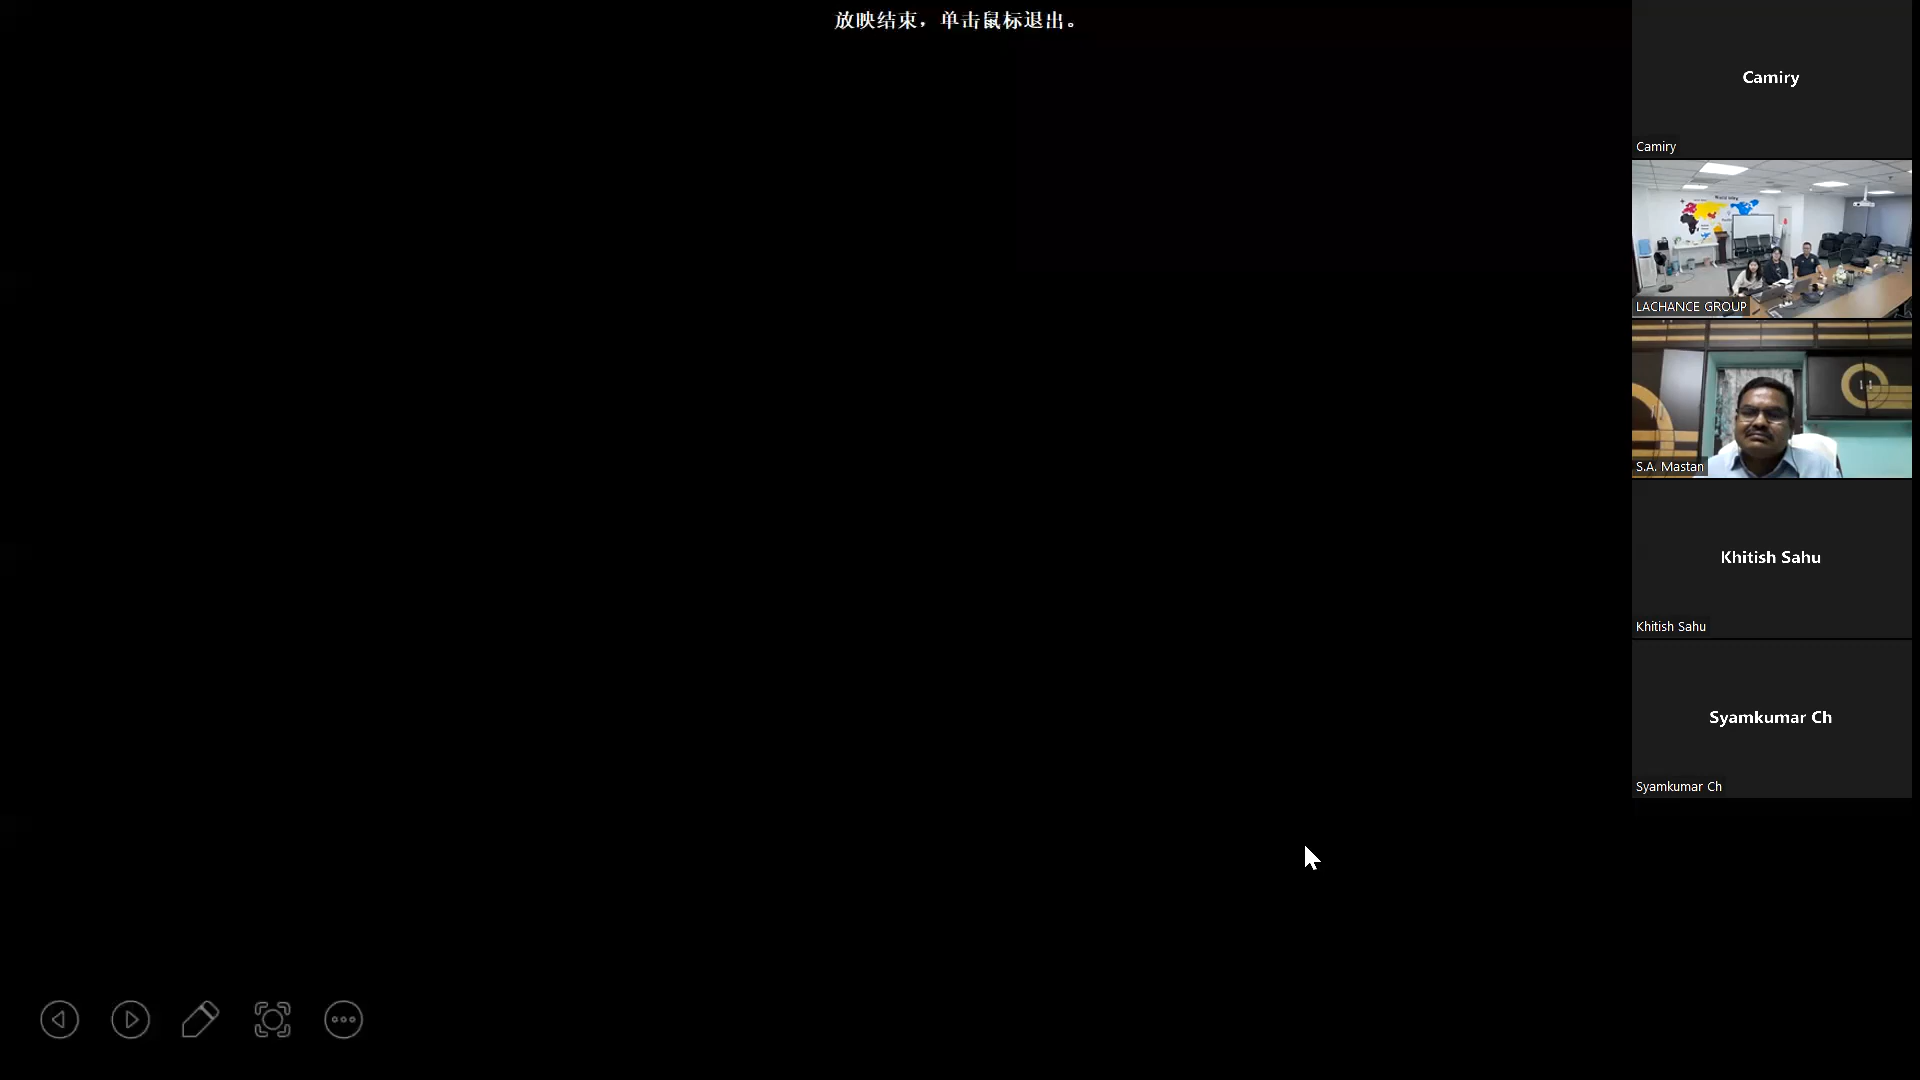 放映结束，单击鼠标退出。
Camiry
Camiry
LACHANCE GROUP
S.A. Mastan
Khitish Sahu
Khitish Sahu
Syamkumar Ch
Syamkumar Ch